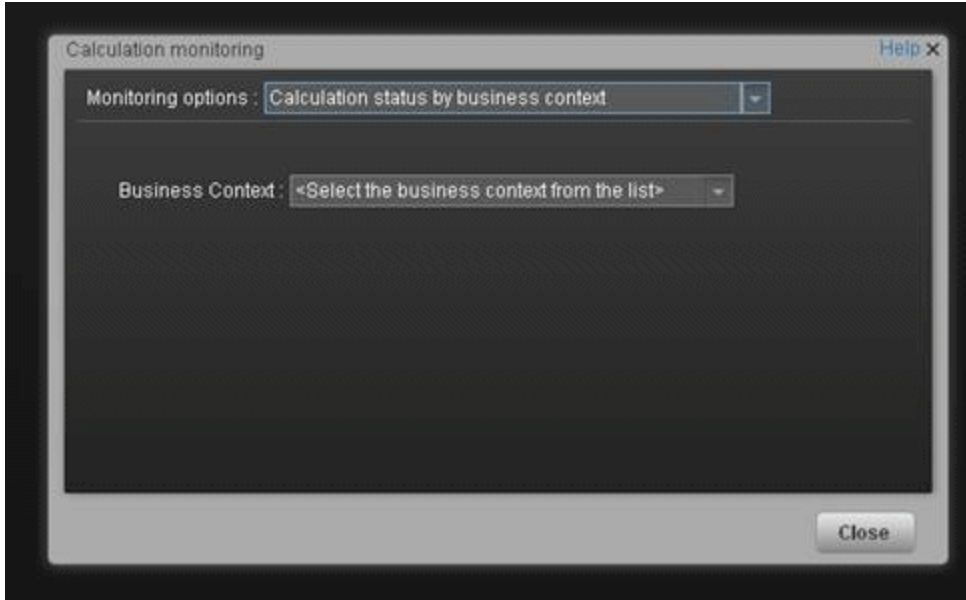 Calculation monitoring Help
Monitoring options : Calculation status by business context
Business Context : <Select the business context from the list>
Close